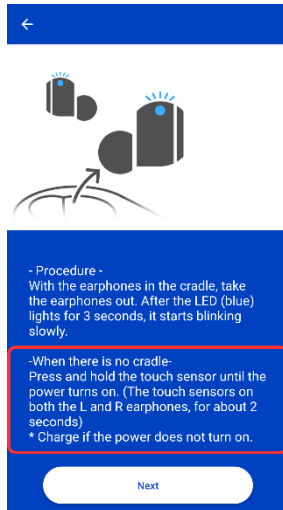 - Procedure -
With the earphones in the cradle, take
the earphones out. After the LED (blue)
lights for 3 seconds, it starts blinking
slowly.
-When there is no cradle-
Press and hold the touch sensor until the
power turns on. (The touch sensors on
both the L and R earphones, for about 2
seconds)
* Charge if the power does not turn on.
Next